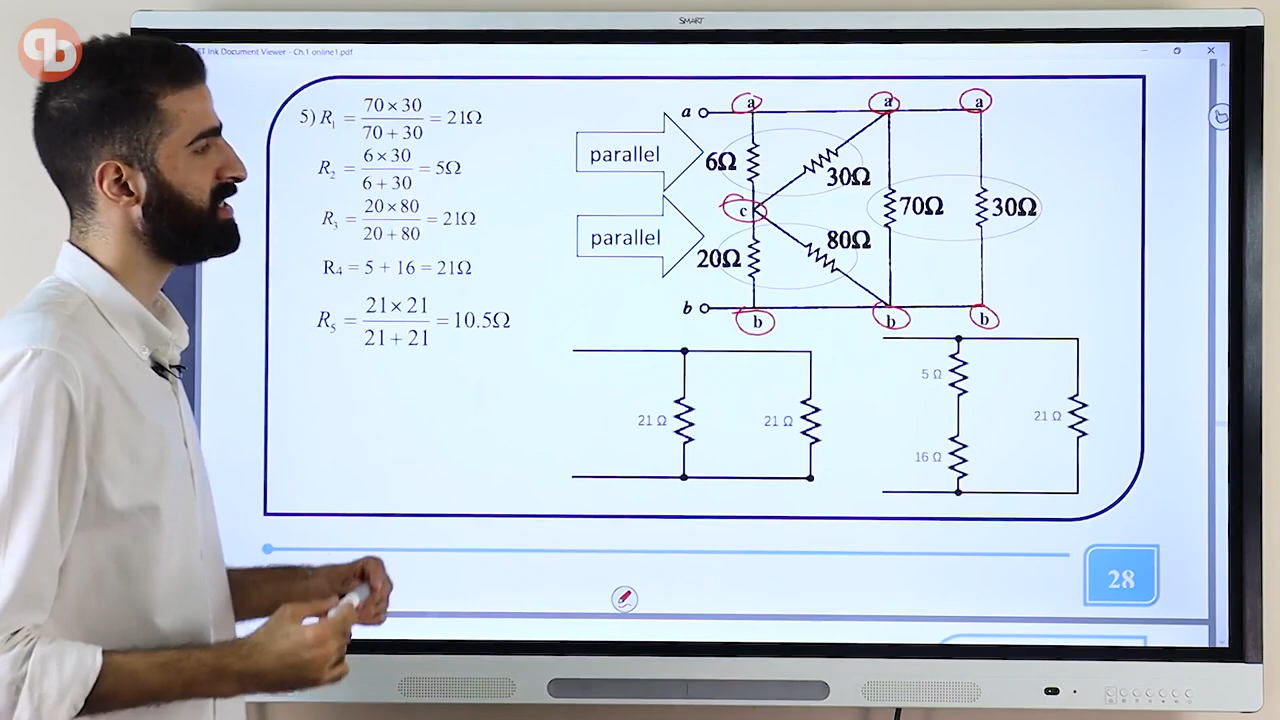 SMART
Ink Document Viewer - Ch.1 online1.pdf
5) R₁ = (70 × 30)/(70 + 30) = 21Ω
R₂ = (6 × 30)/(6 + 30) = 5Ω
R₃ = (20 × 80)/(20 + 80) = 21Ω
R₄ = 5 + 16 = 21Ω
R₅ = (21 × 21)/(21 + 21) = 10.5Ω
parallel
parallel
a a a a
6Ω 30Ω
c 70Ω 30Ω
20Ω 80Ω
b b b b
21 Ω 21 Ω
5 Ω
16 Ω
21 Ω
28